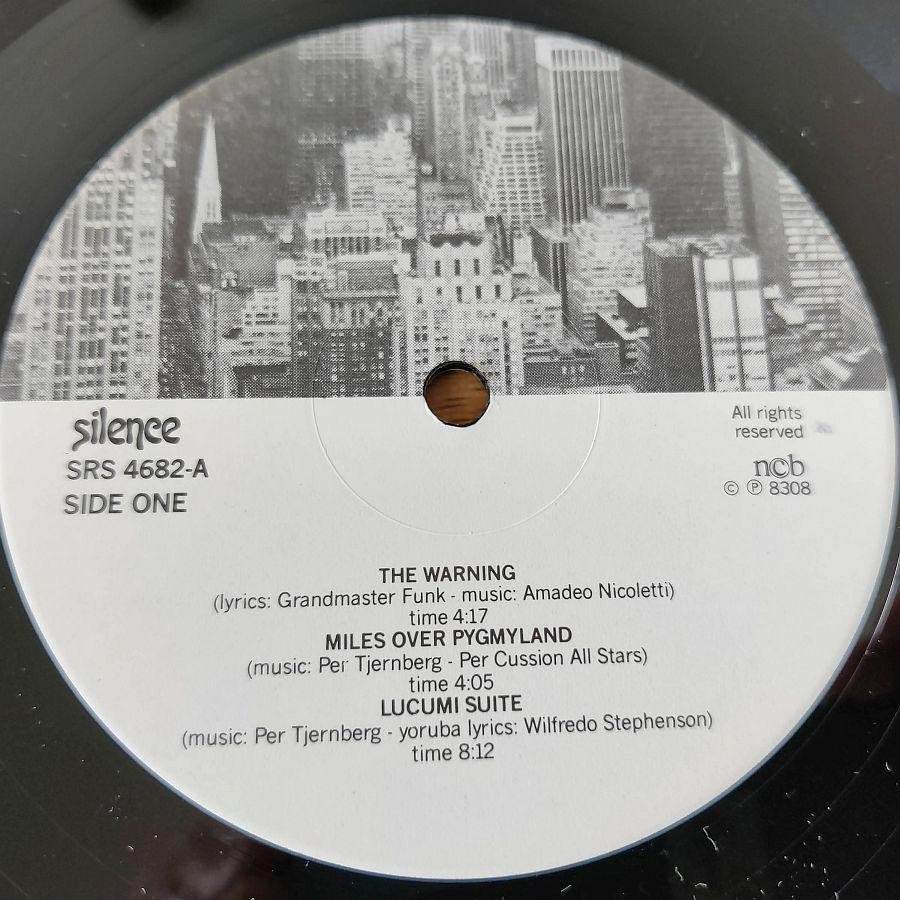 silence
SRS 4682-A
SIDE ONE
All rights
reserved
ncb
© ℗ 8308
THE WARNING
(lyrics: Grandmaster Funk - music: Amadeo Nicoletti)
time 4:17
MILES OVER PYGMYLAND
(music: Per Tjernberg - Per Cussion All Stars)
time 4:05
LUCUMI SUITE
(music: Per Tjernberg - yoruba lyrics: Wilfredo Stephenson)
time 8:12